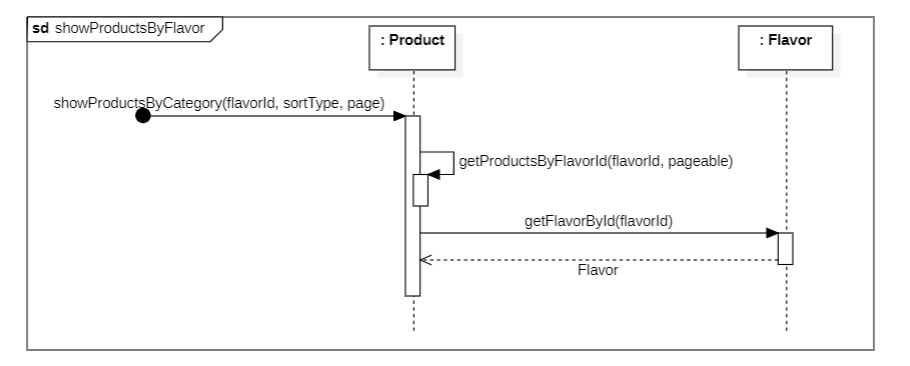 sd showProductsByFlavor
: Product
: Flavor
showProductsByCategory(flavorId, sortType, page)
getProductsByFlavorId(flavorId, pageable)
getFlavorById(flavorId)
Flavor